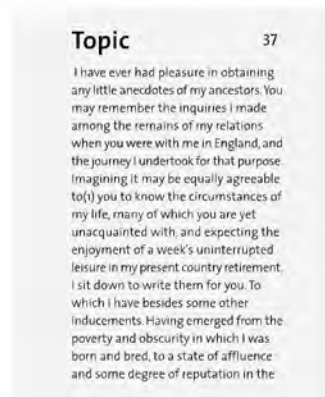 Topic 37
I have ever had pleasure in obtaining
any little anecdotes of my ancestors. You
may remember the inquiries I made
among the remains of my relations
when you were with me in England, and
the journey I undertook for that purpose.
Imagining it may be equally agreeable
to(1) you to know the circumstances of
my life, many of which you are yet
unacquainted with, and expecting the
enjoyment of a week's uninterrupted
leisure in my present country retirement,
I sit down to write them for you. To
which I have besides some other
inducements. Having emerged from the
poverty and obscurity in which I was
born and bred, to a state of affluence
and some degree of reputation in the